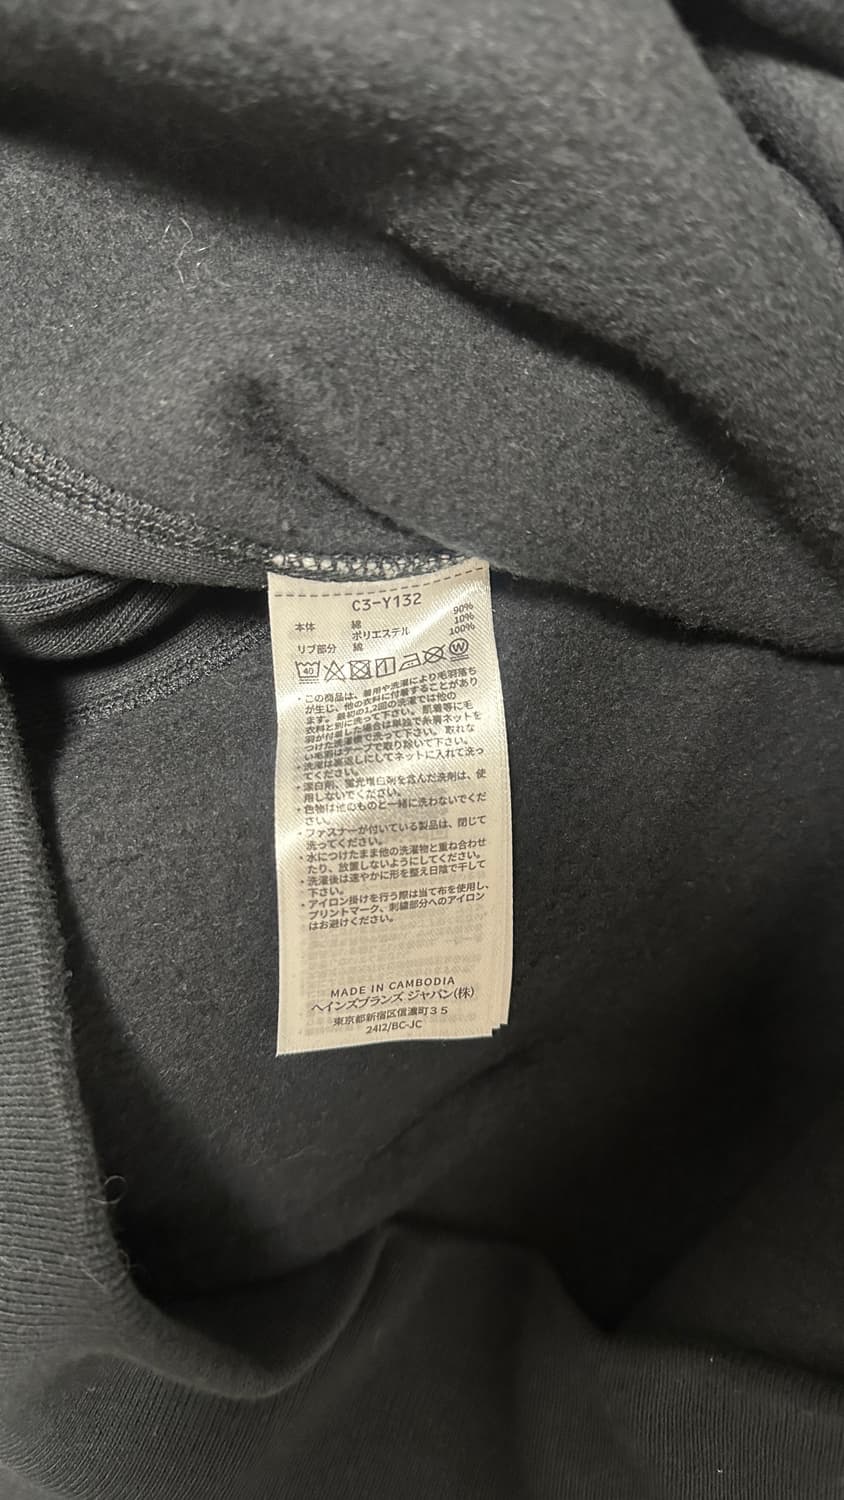 C3-Y132
本体 綿 90%
ポリエステル 10%
リブ部分 綿 100%
40 W
・この商品は、着用や洗濯により毛羽落ち
が生じ、他の衣料に付着することがあり
ます。最初の1,2回の洗濯では他の
衣料と別に洗って下さい。肌着等に毛
羽が付着した場合は単独で糸屑ネットを
つけた洗濯機で洗って下さい。取れな
い毛羽はテープで取り除いて下さい。
・洗濯は裏返しにしてネットに入れて洗っ
てください。
・漂白剤、蛍光増白剤を含んだ洗剤は、使
用しないでください。
・色物は他のものと一緒に洗わないでくだ
さい。
・ファスナーが付いている製品は、閉じて
洗ってください。
・水につけたまま他の洗濯物と重ね合わせ
たり、放置しないようにしてください。
・洗濯後は速やかに形を整え日陰で干して
下さい。
・アイロン掛けを行う際は当て布を使用し、
プリントマーク、刺繍部分へのアイロン
はお避けください。
MADE IN CAMBODIA
ヘインズブランズ ジャパン(株)
東京都新宿区信濃町35
2412/BC-JC